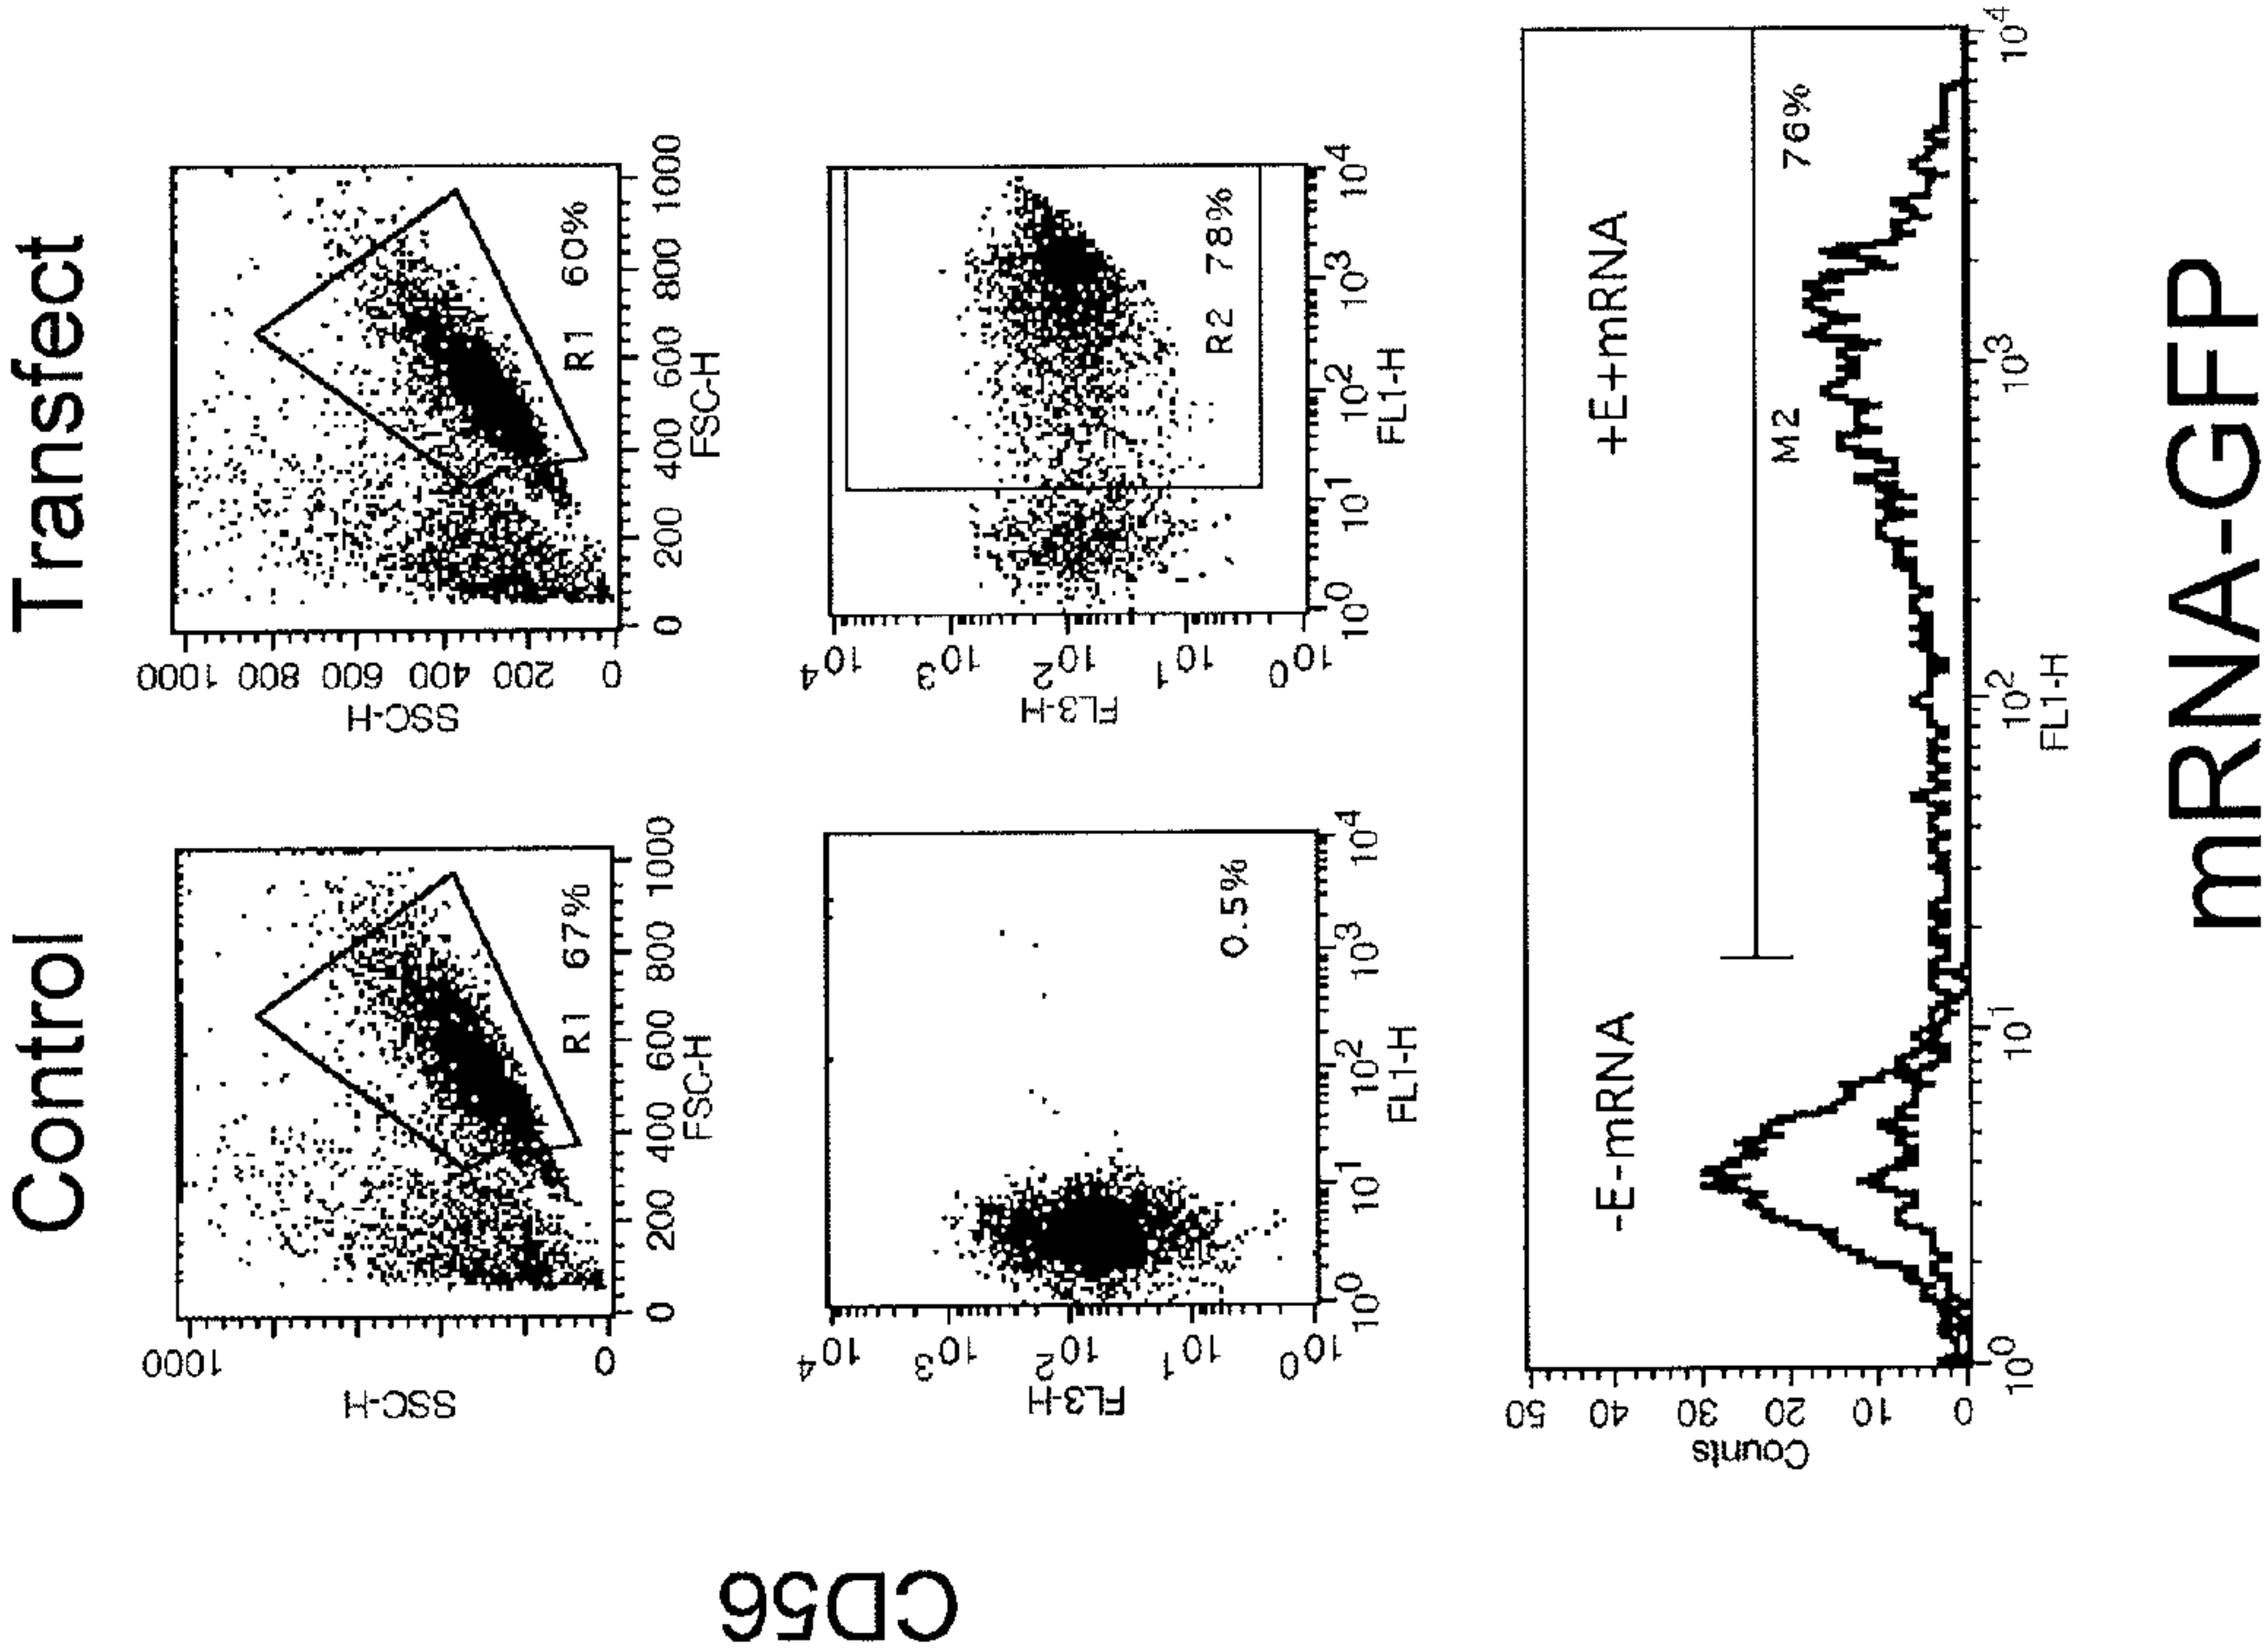 Control
Transfect
1000
0
SSC-H
R1 67%
0 200 400 600 800 1000
FSC-H
1000
800
600
400
200
0
SSC-H
R1 60%
0 200 400 600 800 1000
FSC-H
CD56
10^4
10^3
10^2
10^1
10^0
FL3-H
0.5%
10^0 10^1 10^2 10^3 10^4
FL1-H
10^4
10^3
10^2
10^1
10^0
FL3-H
R2 78%
10^0 10^1 10^2 10^3 10^4
FL1-H
50
40
30
20
10
0
Counts
-E-mRNA
+E+mRNA
M2
76%
10^0 10^1 10^2 10^3 10^4
FL1-H
mRNA-GFP